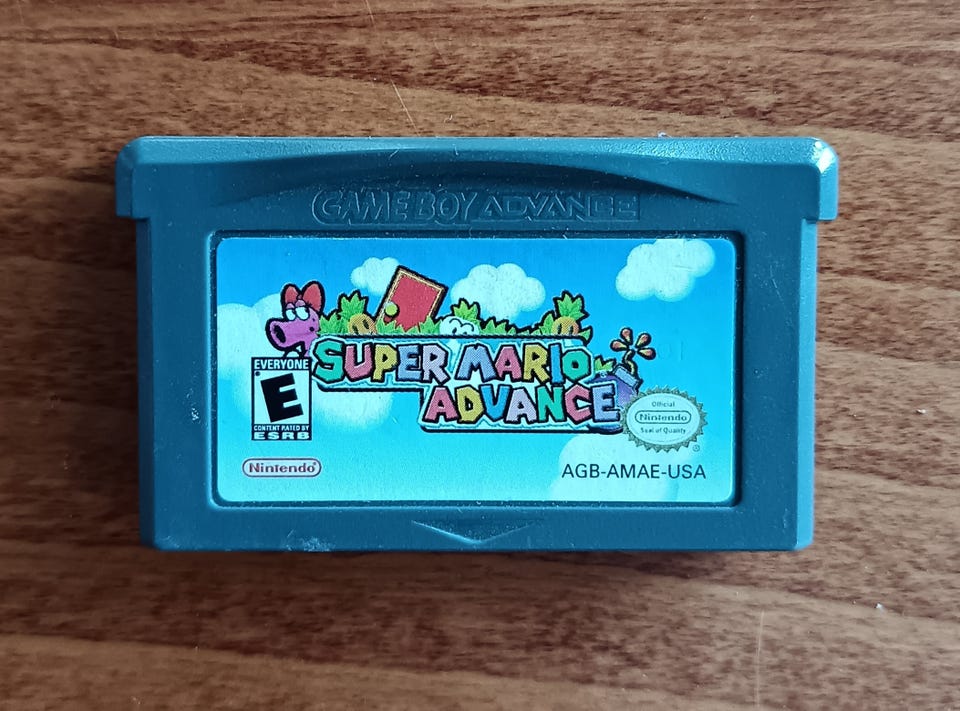 GAME BOY ADVANCE
SUPER MARIO
ADVANCE
EVERYONE
E
CONTENT RATED BY
ESRB
Official
Nintendo
Seal of Quality
®
Nintendo®
AGB-AMAE-USA